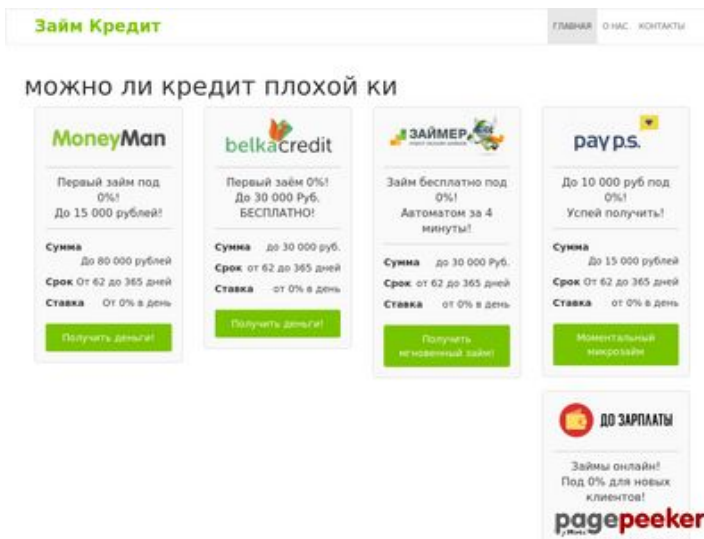 Займ Кредит
ГЛАВНАЯ О НАС КОНТАКТЫ
можно ли кредит плохой ки
MoneyMan
Первый займ под
0%!
До 15 000 рублей!
Сумма
До 80 000 рублей
Срок От 62 до 365 дней
Ставка От 0% в день
Получить деньги!
belkacredit
Первый заём 0%!
До 30 000 Руб.
БЕСПЛАТНО!
Сумма до 30 000 руб.
Срок от 62 до 365 дней
Ставка от 0% в день
Получить деньги!
ЗАЙМЕР
Займ бесплатно под
0%!
Автоматом за 4
минуты!
Сумма до 30 000 Руб.
Срок от 62 до 365 дней
Ставка от 0% в день
Получить
мгновенный займ!
pay p.s.
До 10 000 руб под
0%!
Успей получить!
Сумма
До 15 000 рублей
Срок От 62 до 365 дней
Ставка от 0% в день
Моментальный
микрозайм
ДО ЗАРПЛАТЫ
Займы онлайн!
Под 0% для новых
клиентов!
pagepeeker